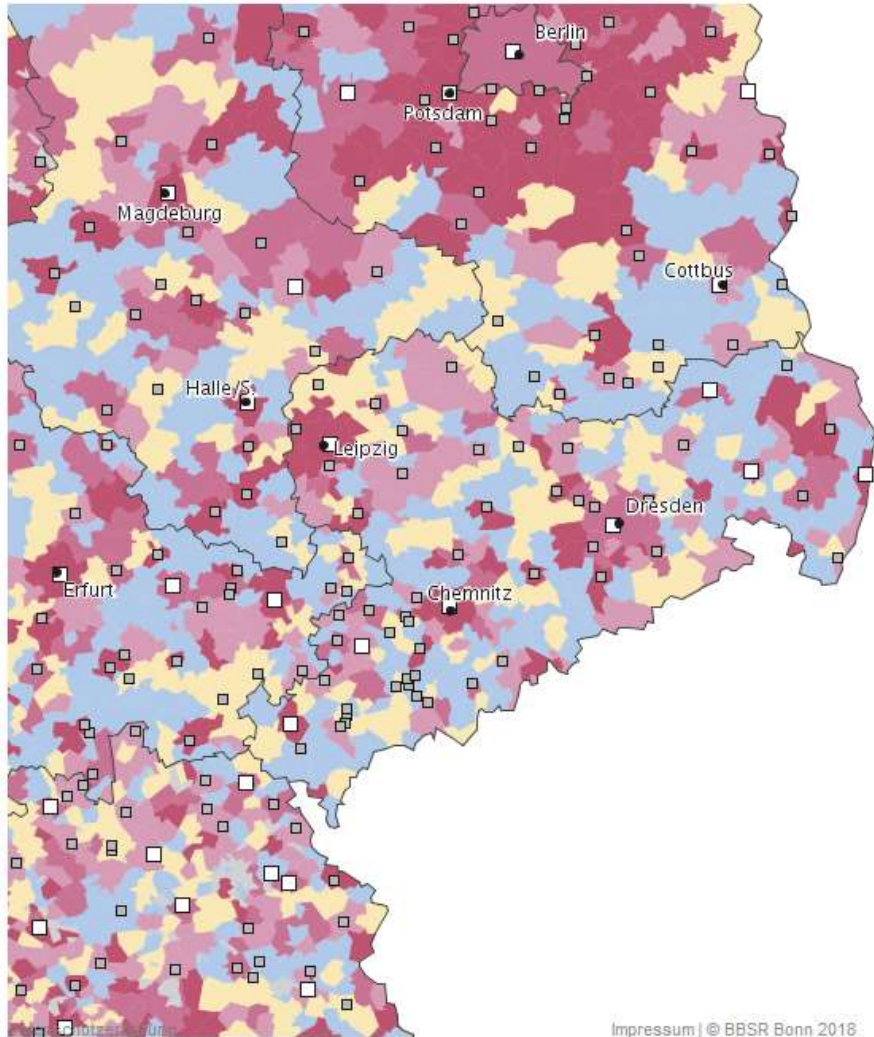 Berlin
Potsdam
Magdeburg
Cottbus
Halle/S.
Leipzig
Dresden
Erfurt
Chemnitz
Impressum | © BBSR Bonn 2018